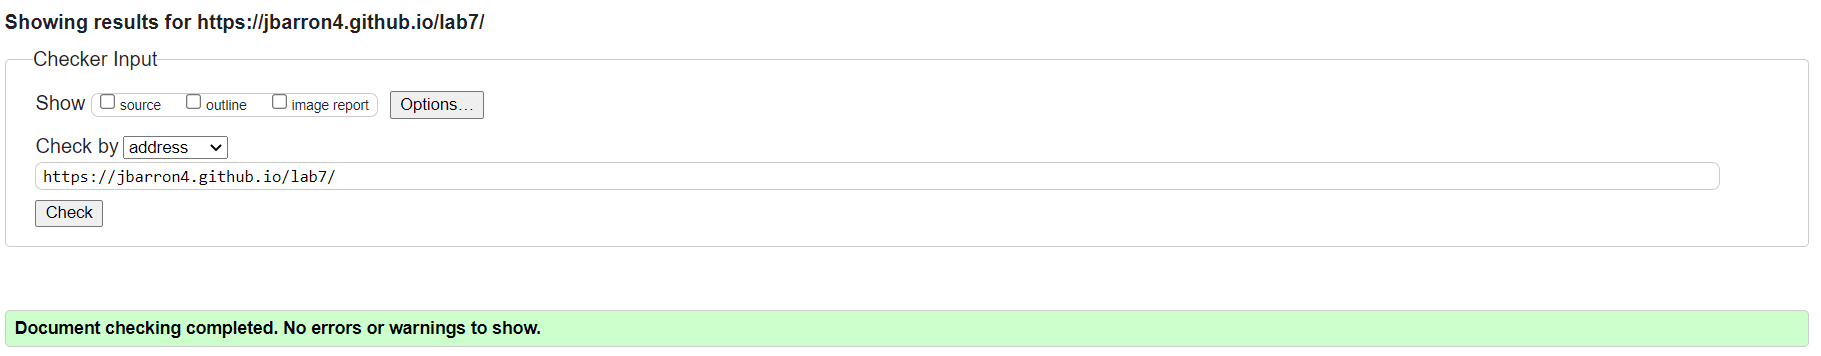 Showing results for https://jbarron4.github.io/lab7/
Checker Input
Show source outline image report Options...
Check by address
https://jbarron4.github.io/lab7/
Check
Document checking completed. No errors or warnings to show.